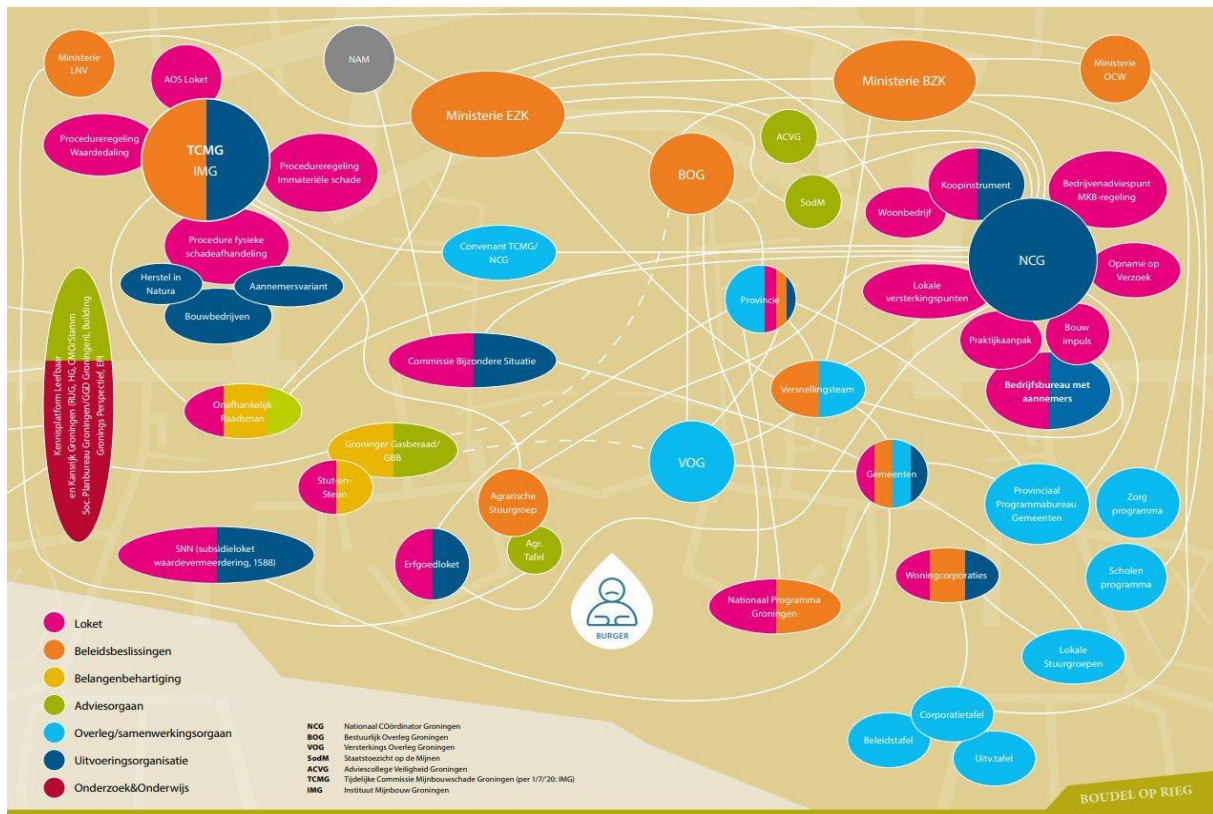 Ministerie
LNV
AOS Loket
NAM
Ministerie EZK
Ministerie BZK
Ministerie
OCW
Procedureregeling
Waardedaling
TCMG
IMG
Procedureregeling
Immateriële schade
BOG
ACVG
SodM
Koopinstrument
Woonbedrijf
Bedrijvenadviespunt
MKB-regeling
Procedure fysieke
schadeafhandeling
Convenant TCMG/
NCG
NCG
Herstel in
Natura
Aannemersvariant
Bouwbedrijven
Provincie
Lokale
versterkingspunten
Opname op
Verzoek
Praktijkaanpak
Bouw
impuls
Kennisplatform Leefbaar
en Kansrijk Groningen (RUG, HG, CMO/Stamm
Soc. Planbureau Groningen/GGD Groningen), Building
Gronings Perspectief, EPI
Commissie Bijzondere Situatie
Versnellingsteam
Bedrijfsbureau met
aannemers
Onafhankelijk
Raadsman
Groninger Gasberaad/
GBB
Stut-en-
Steun
VOG
Gemeenten
Agrarische
Stuurgroep
Agr.
Tafel
Provinciaal
Programmabureau
Gemeenten
Zorg
programma
SNN (subsidieloket
waardevermeerdering, 1588)
Erfgoedloket
BURGER
Nationaal Programma
Groningen
Woningcorporaties
Scholen
programma
Lokale
Stuurgroepen
Corporatietafel
Beleidstafel
Uitv.tafel
Loket
Beleidsbeslissingen
Belangenbehartiging
Adviesorgaan
Overleg/samenwerkingsorgaan
Uitvoeringsorganisatie
Onderzoek&Onderwijs
NCG Nationaal COördinator Groningen
BOG Bestuurlijk Overleg Groningen
VOG Versterkings Overleg Groningen
SodM Staatstoezicht op de Mijnen
ACVG Adviescollege Veiligheid Groningen
TCMG Tijdelijke Commissie Mijnbouwschade Groningen (per 1/7/'20: IMG)
IMG Instituut Mijnbouw Groningen
BOUDEL OP RIEG